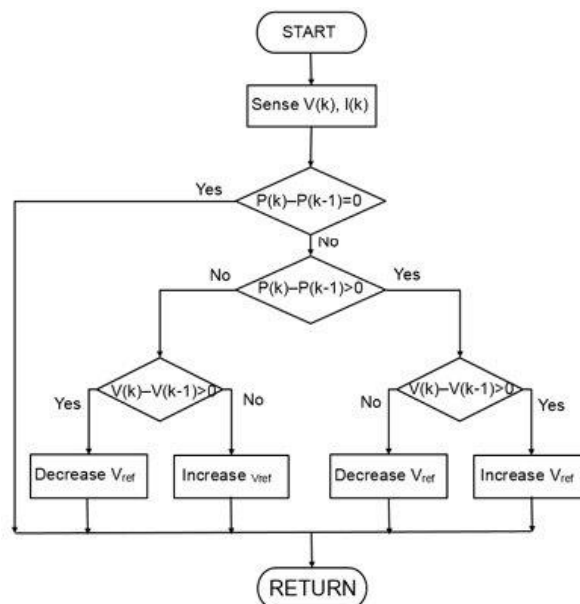 START
Sense V(k), I(k)
Yes
P(k)–P(k-1)=0
No
No
P(k)–P(k-1)>0
Yes
V(k)–V(k-1)>0
V(k)–V(k-1)>0
Yes
No
No
Yes
Decrease Vref
Increase Vref
Decrease Vref
Increase Vref
RETURN